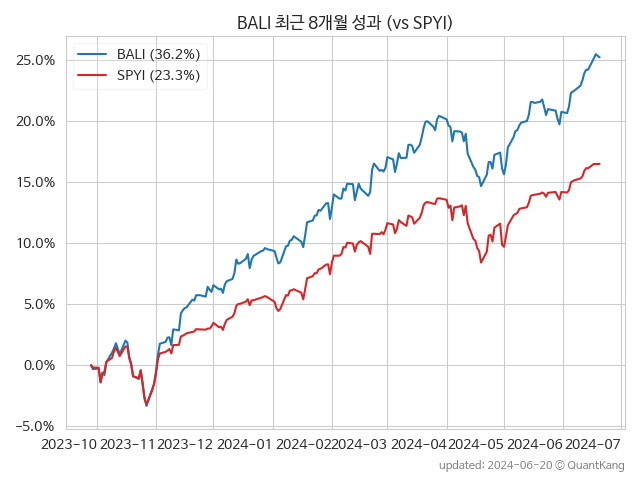 BALI 최근 8개월 성과 (vs SPYI)
BALI (36.2%)
SPYI (23.3%)
25.0%
20.0%
15.0%
10.0%
5.0%
0.0%
−5.0%
2023-10 2023-11 2023-12 2024-01 2024-02 2024-03 2024-04 2024-05 2024-06 2024-07
updated: 2024-06-20 © QuantKang